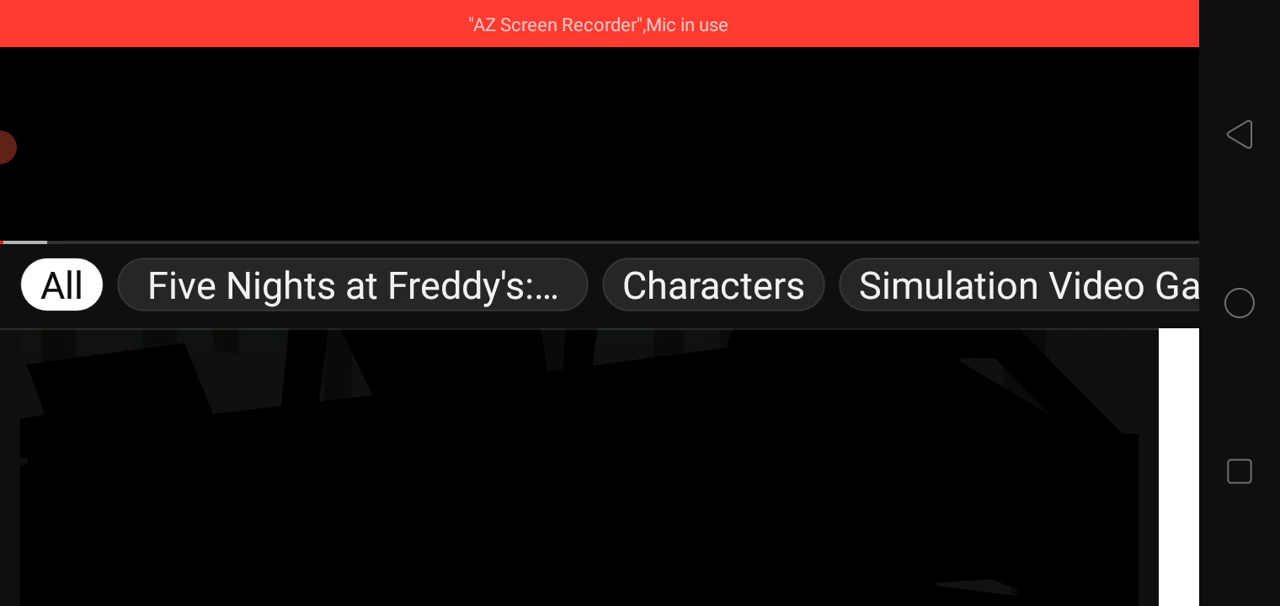 "AZ Screen Recorder",Mic in use
All Five Nights at Freddy's:... Characters Simulation Video Ga